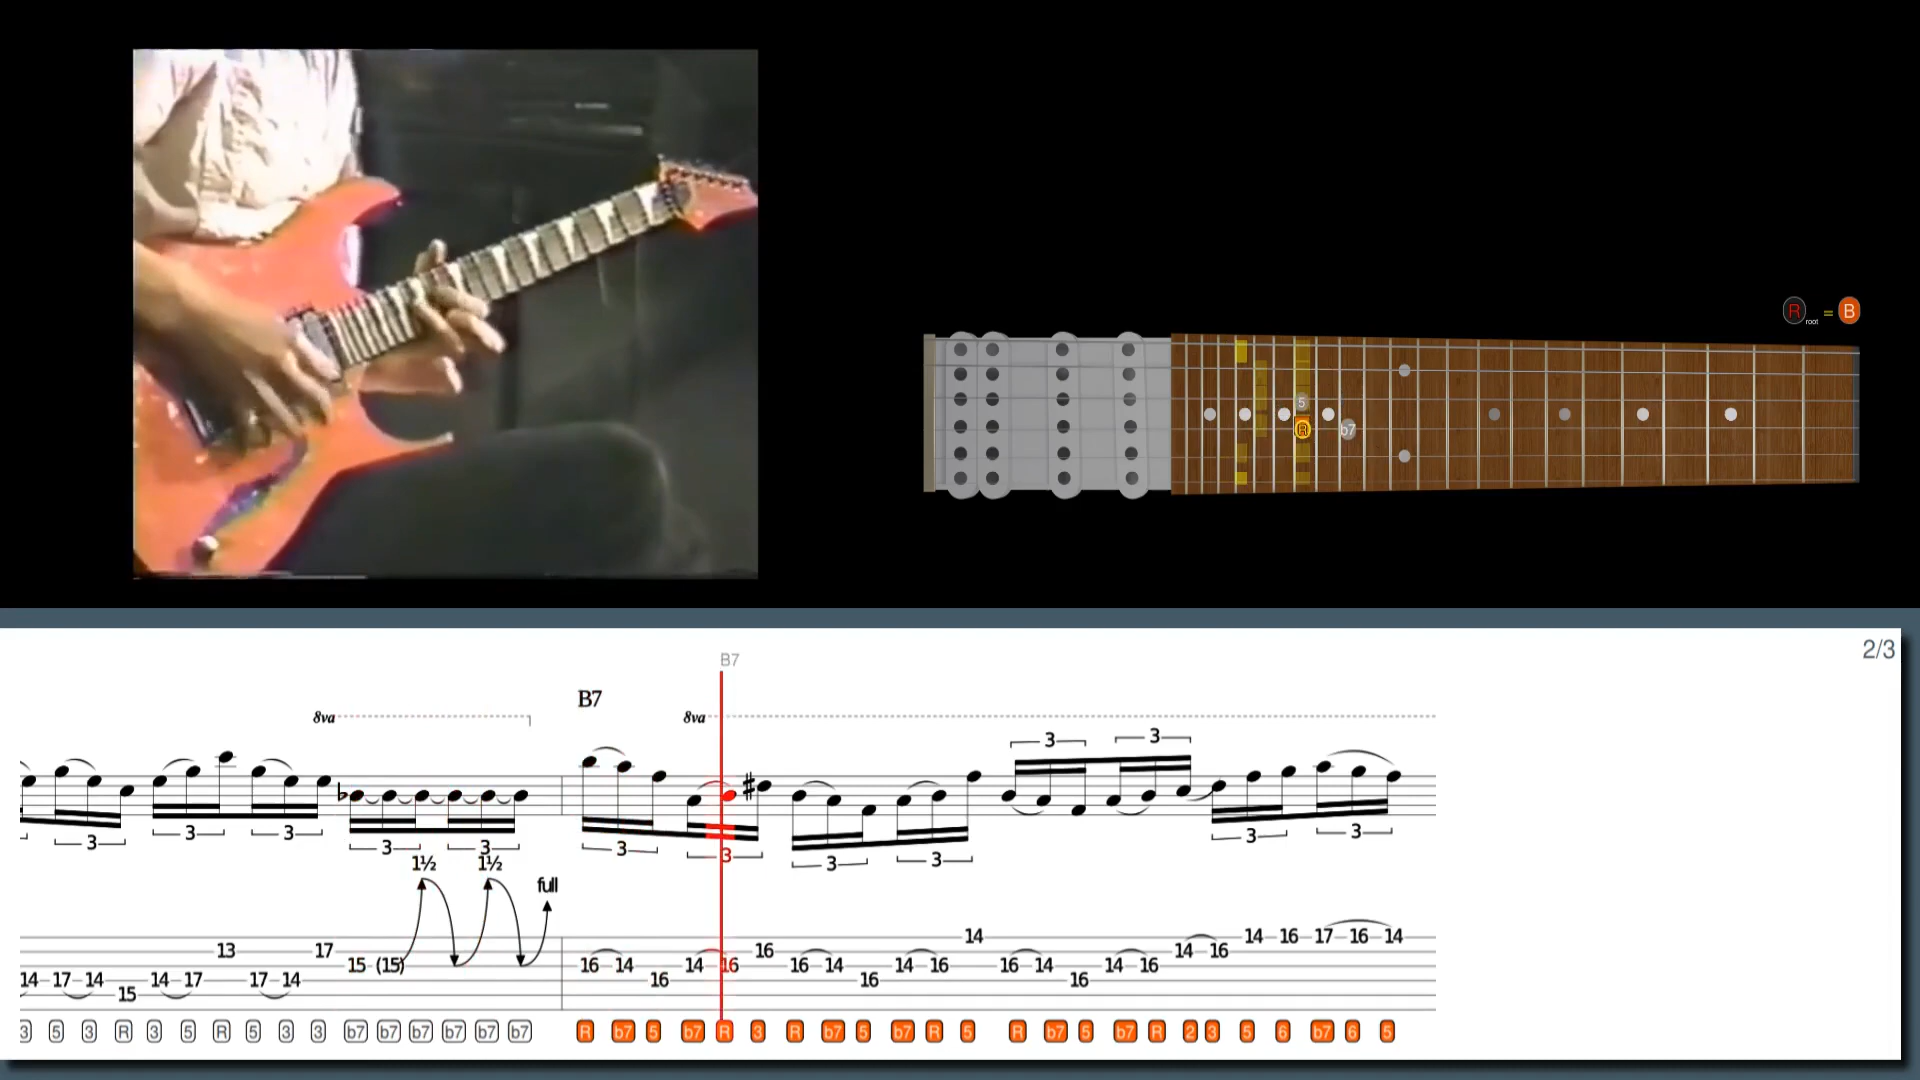 R root = B
5
R
b7
2/3
B7
B7
8va
8va
3 3
3 3 3 3 3 3 3 3 3 3 3
1½ 1½
full
14 14 16 16 17 16 14
13 17 16 14 16
15 (15) 16 14 14 16 16 14 14 16 16 14 14 16
14 17 14 14 17 17 14 16 16 16
15
3 5 3 R 3 5 R 5 3 3 b7 b7 b7 b7 b7 b7 R b7 5 b7 R 3 R b7 5 b7 R 5 R b7 5 b7 R 2 3 5 6 b7 6 5